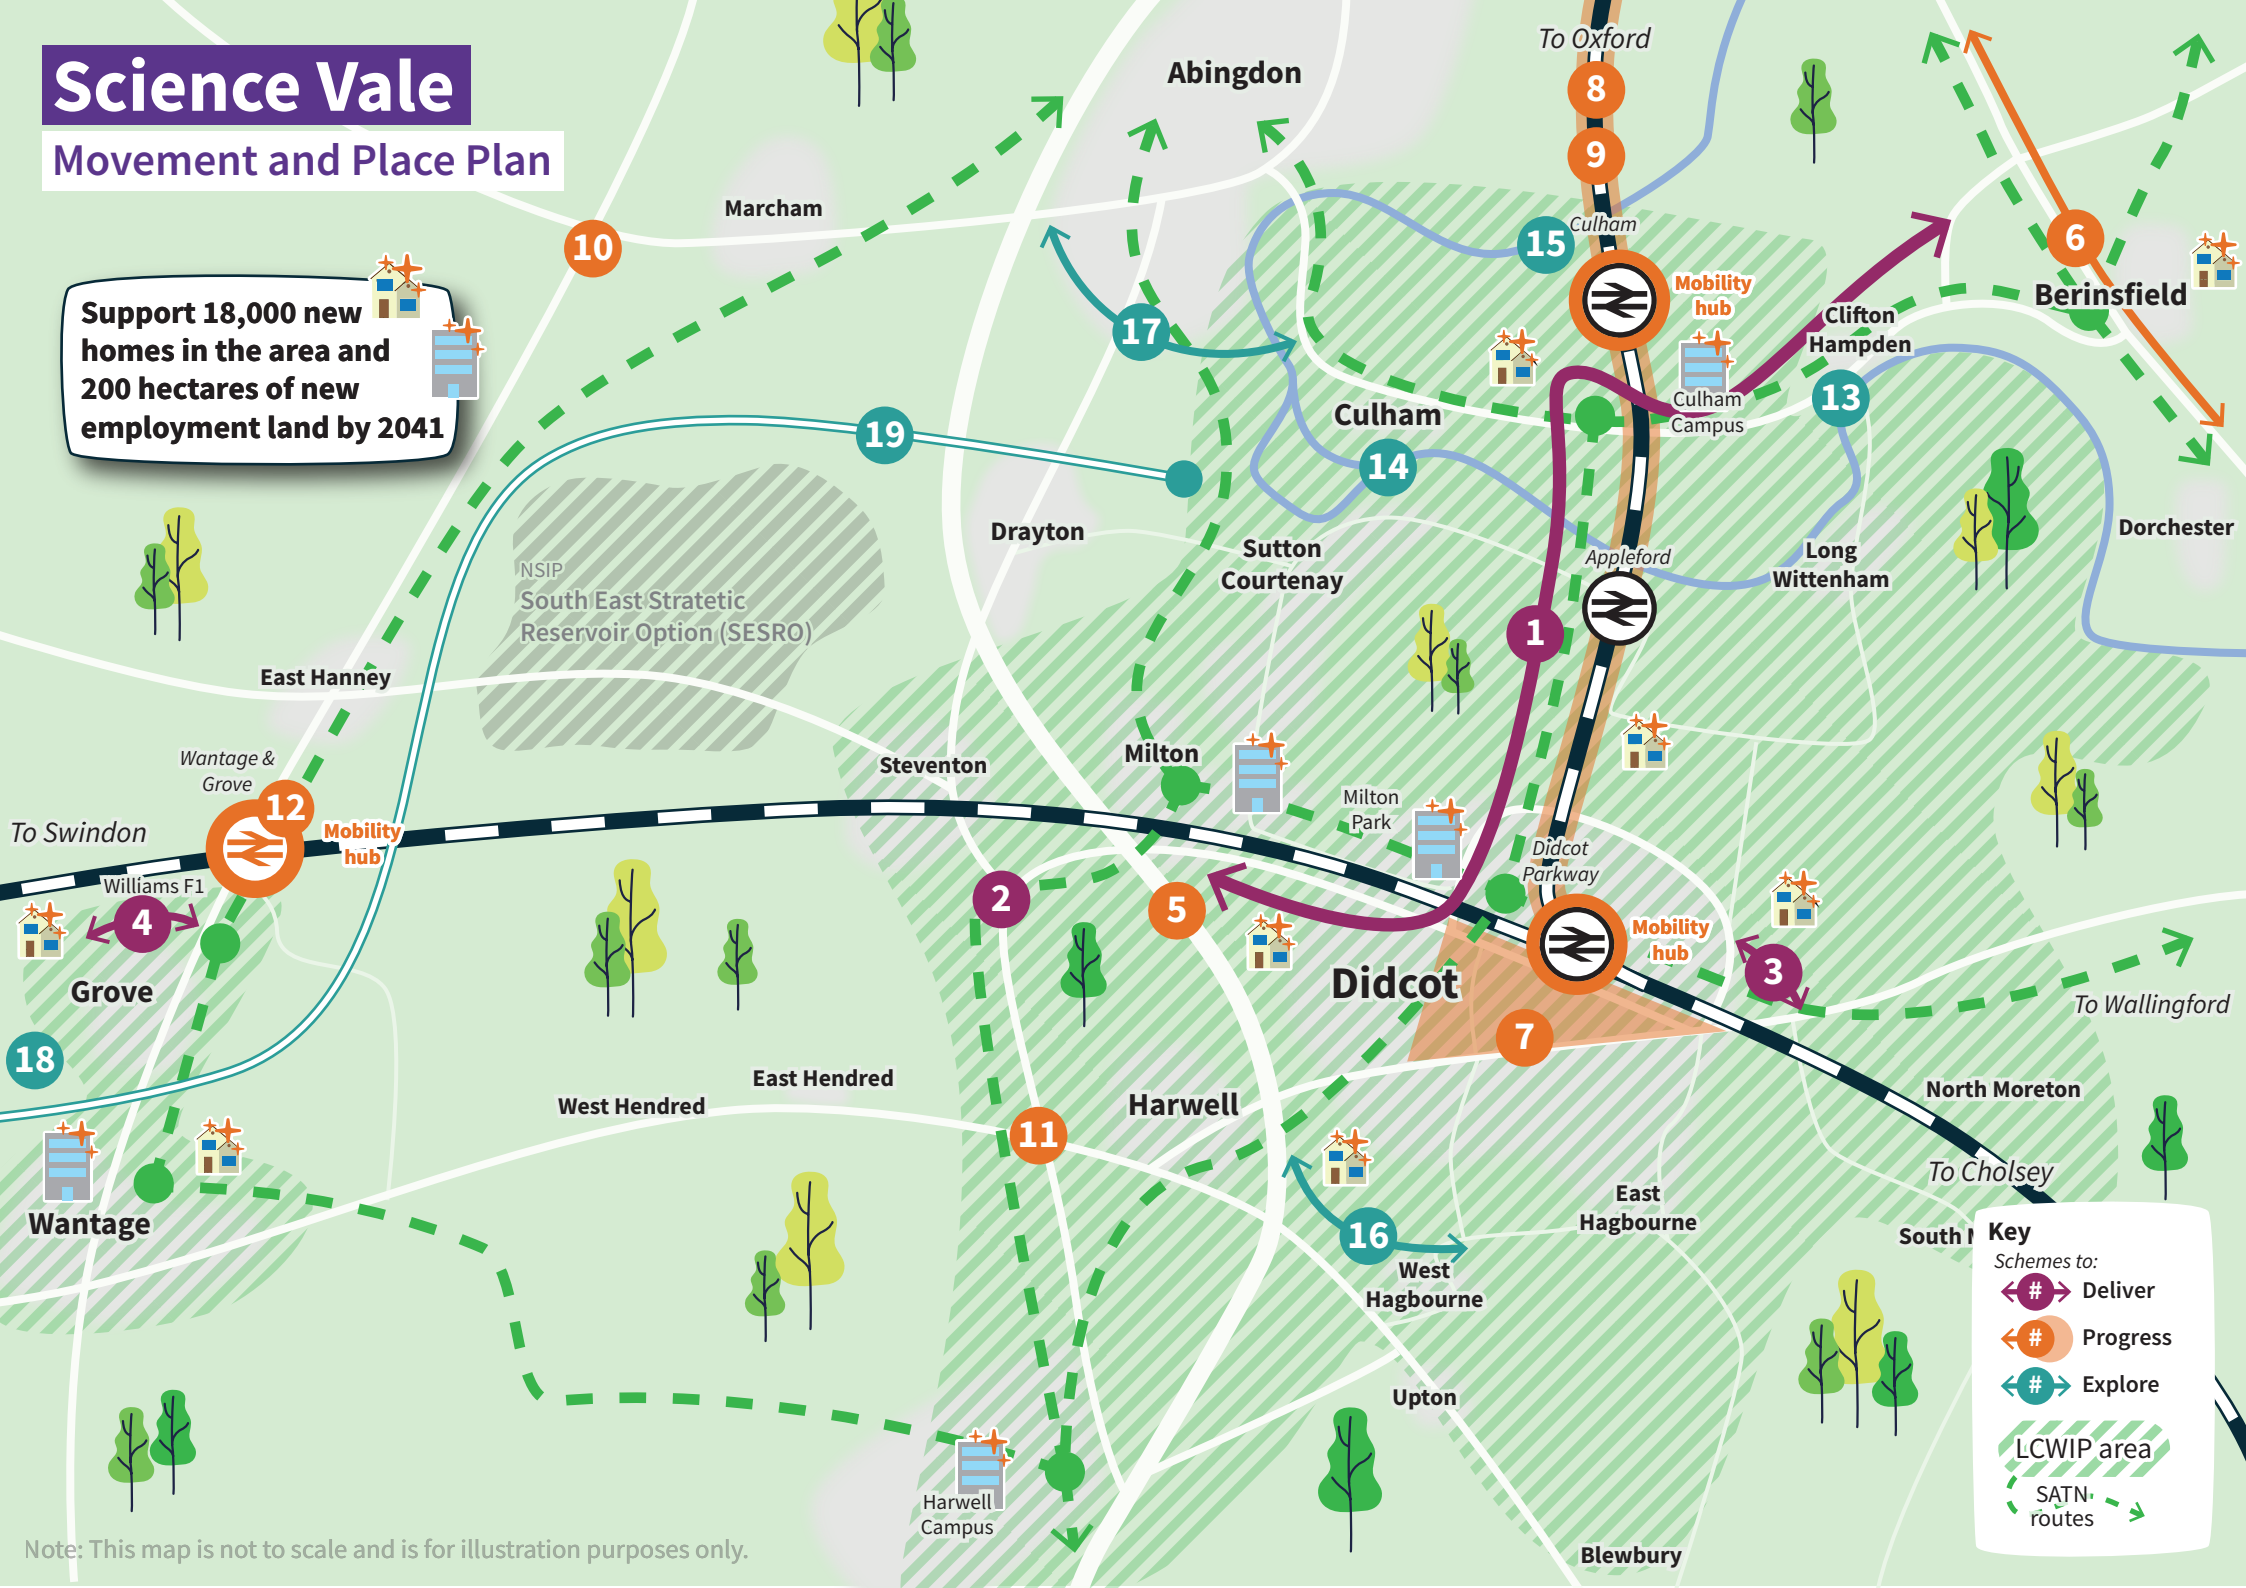 Science Vale
Movement and Place Plan
Support 18,000 new
homes in the area and
200 hectares of new
employment land by 2041
To Oxford
8
9
Abingdon
Marcham
10
6
Culham
15
Mobility
hub
Berinsfield
Clifton
Hampden
17
13
Culham
Campus
Culham
19
14
Drayton
Dorchester
Sutton
Courtenay
Appleford
Long
Wittenham
NSIP
South East Stratetic
Reservoir Option (SESRO)
1
East Hanney
Wantage &
Grove
12
Steventon
Milton
Milton
Park
To Swindon
Mobility
hub
Didcot
Parkway
Williams F1
4
2
5
Mobility
hub
3
Grove
Didcot
To Wallingford
7
18
East Hendred
West Hendred
Harwell
North Moreton
11
To Cholsey
Wantage
16
East
Hagbourne
West
Hagbourne
South M
Key
Schemes to:
# Deliver
# Progress
# Explore
LCWIP area
SATN
routes
Upton
Harwell
Campus
Blewbury
Note: This map is not to scale and is for illustration purposes only.